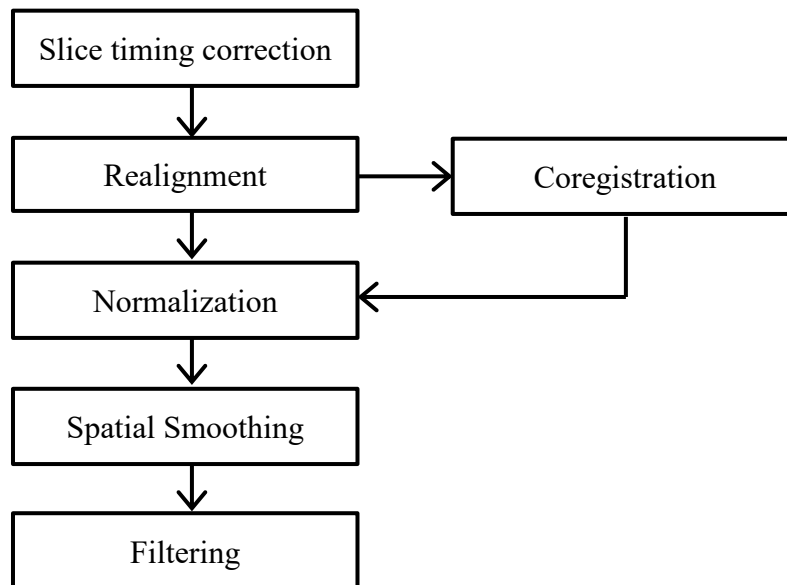 Slice timing correction
Realignment
Coregistration
Normalization
Spatial Smoothing
Filtering